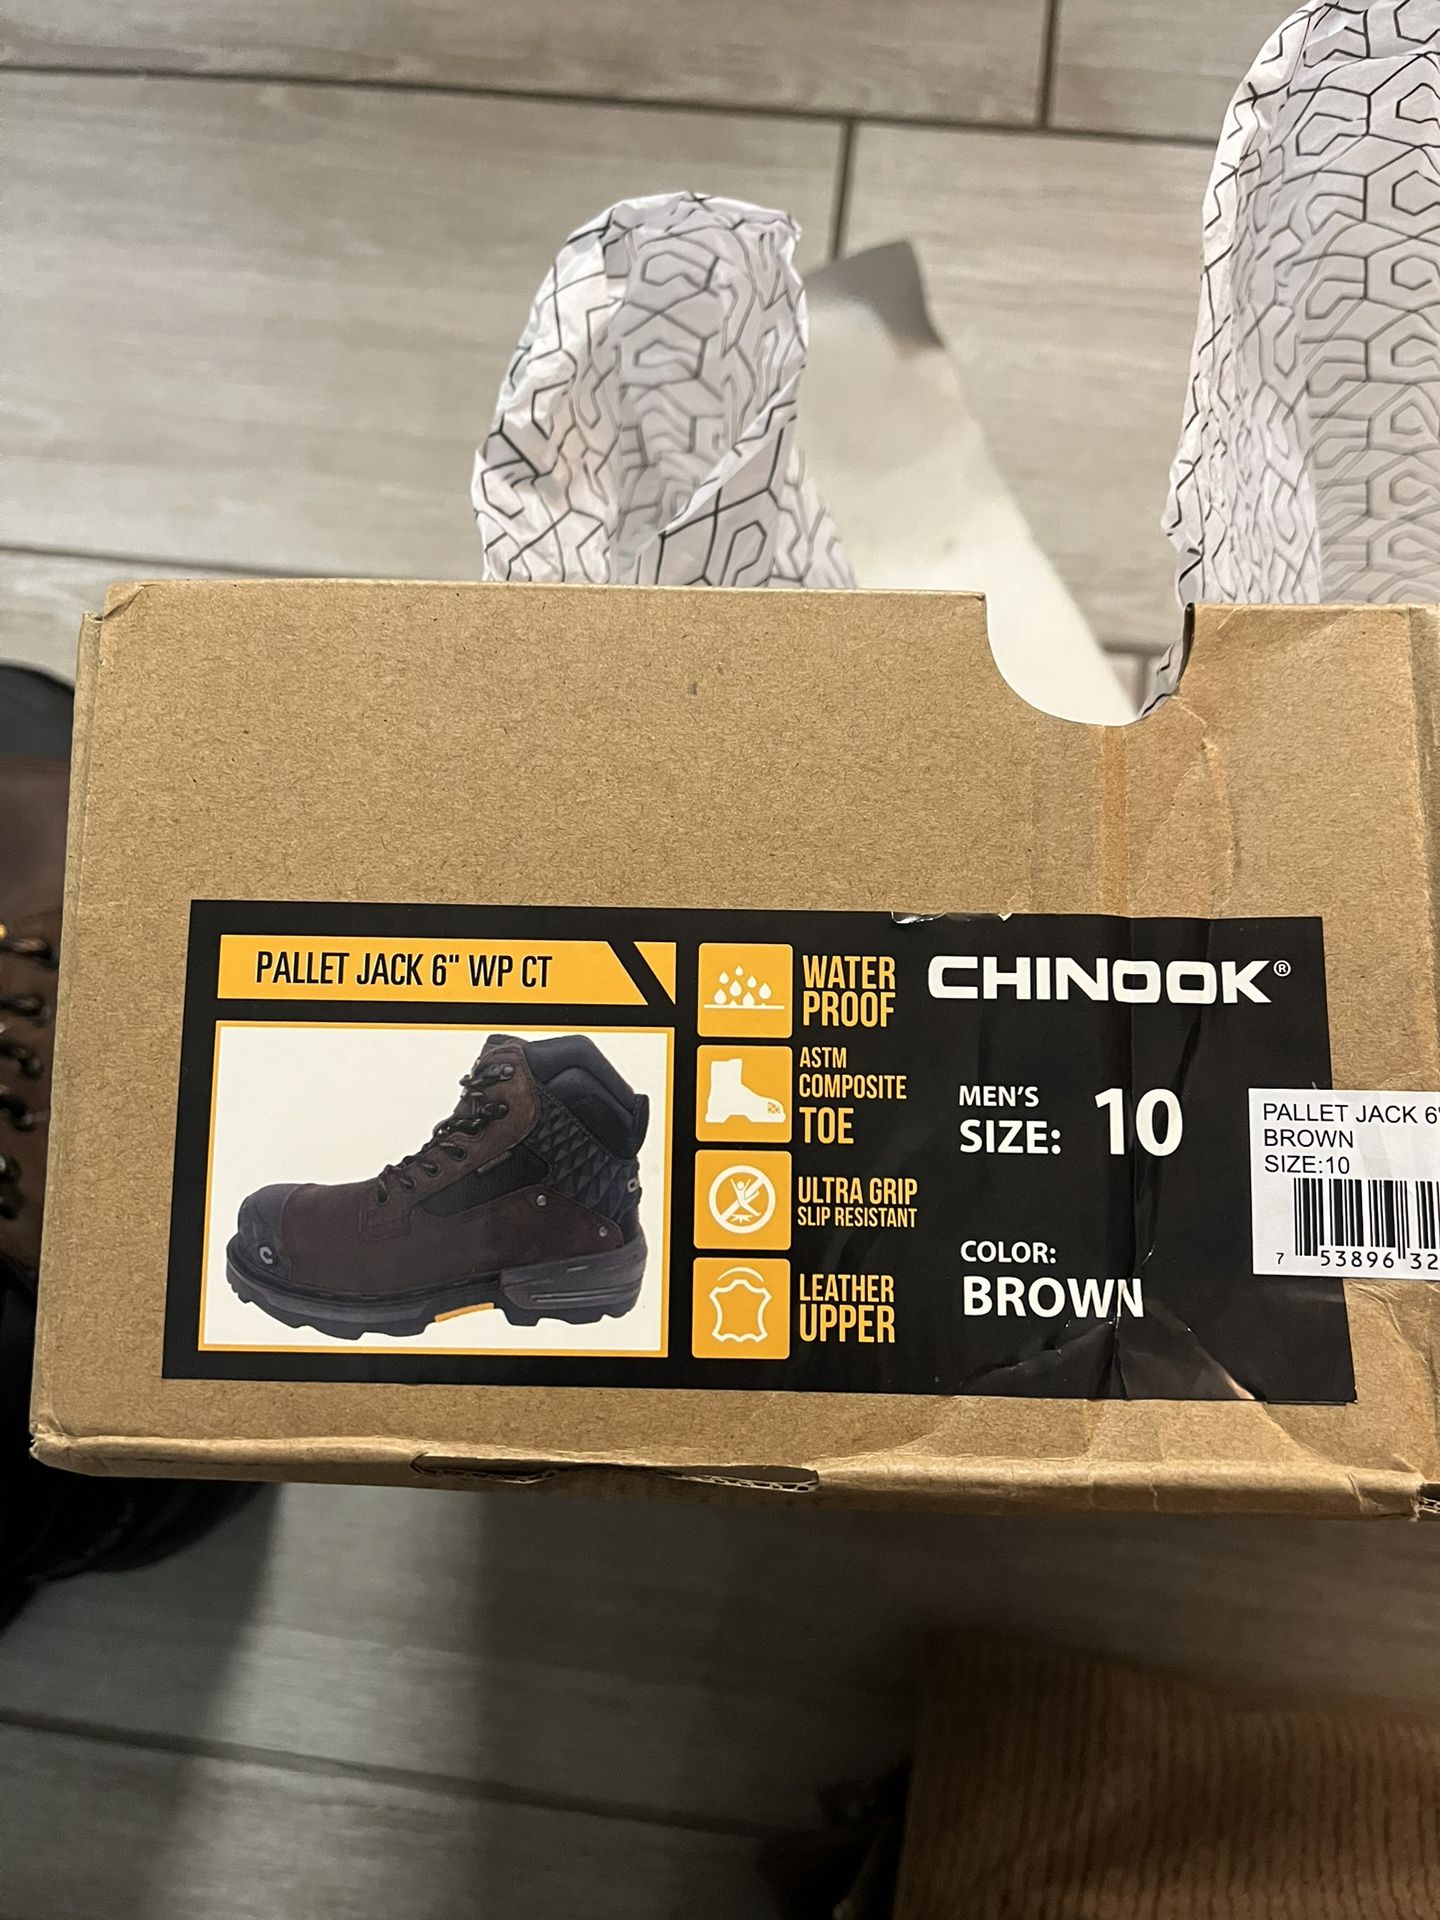 PALLET JACK 6" WP CT
WATER
PROOF
ASTM
COMPOSITE
TOE
ULTRA GRIP
SLIP RESISTANT
LEATHER
UPPER
CHINOOK®
MEN'S
SIZE: 10
COLOR:
BROWN
PALLET JACK 6"
BROWN
SIZE:10
7 53896 32